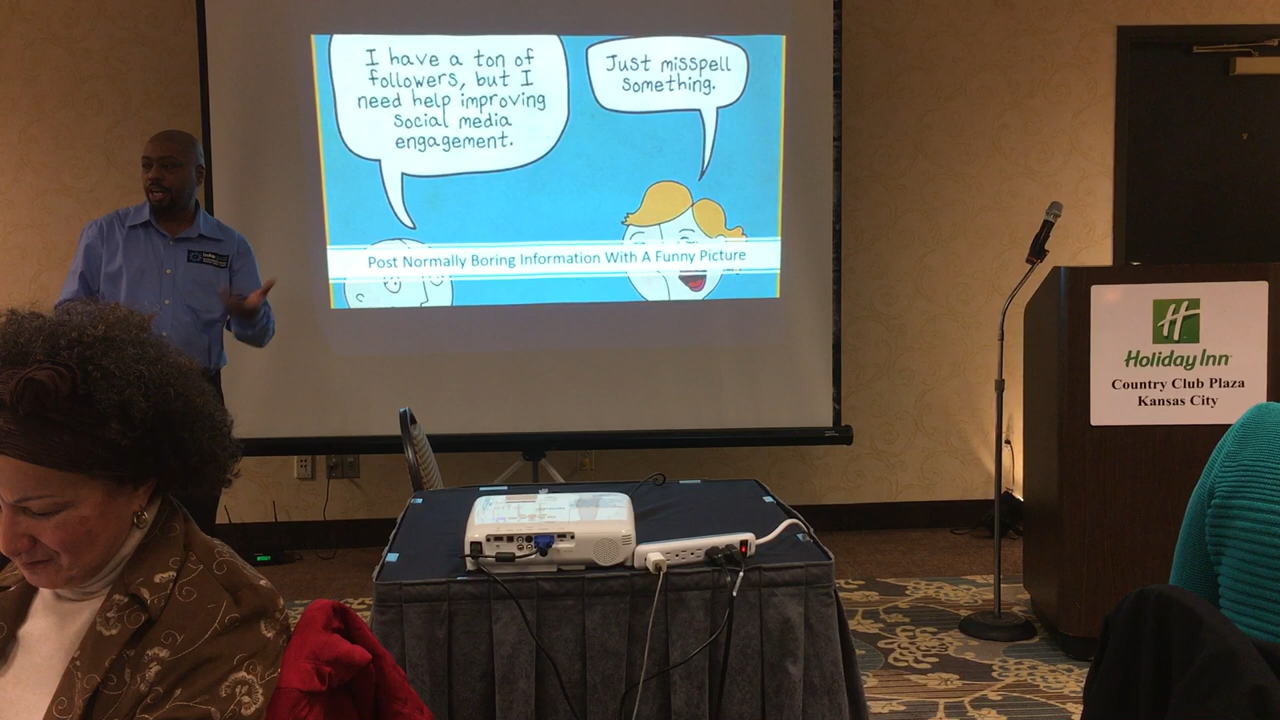 I have a ton of
followers, but I
need help improving
social media
engagement.
Just misspell
something.
Post Normally Boring Information With A Funny Picture
H
Holiday Inn
Country Club Plaza
Kansas City